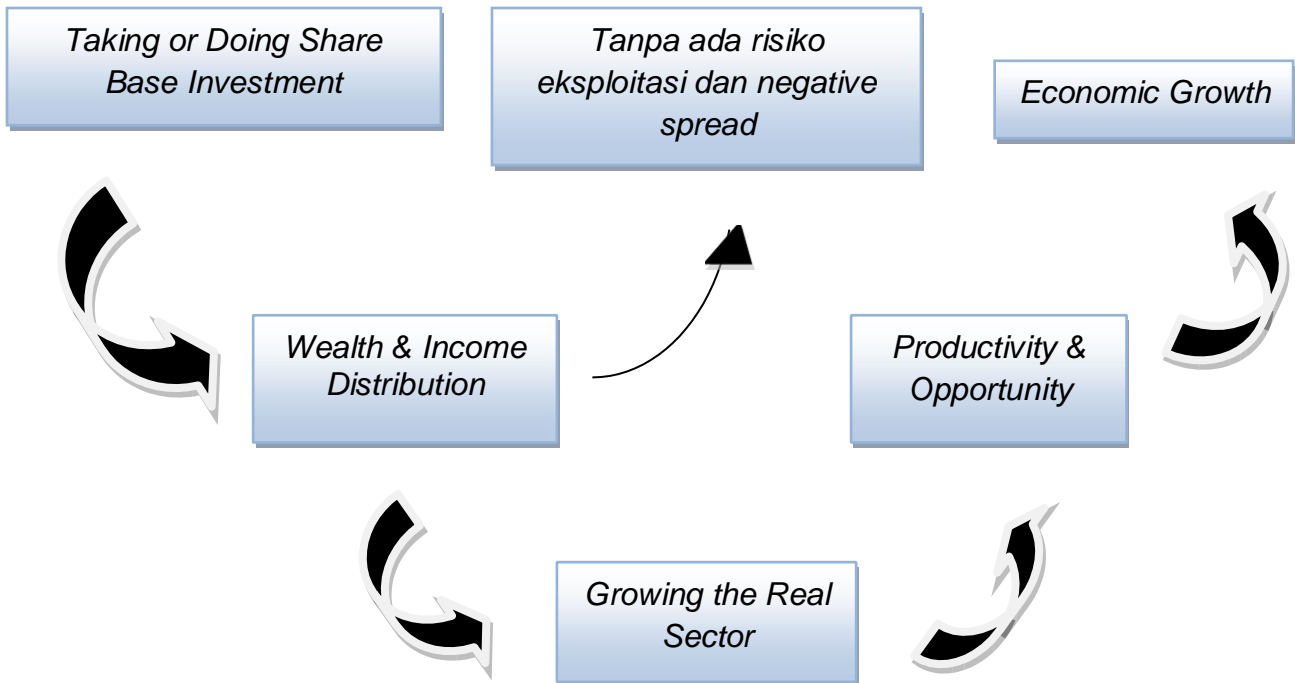 Taking or Doing Share
Base Investment
Tanpa ada risiko
eksploitasi dan negative
spread
Economic Growth
Wealth & Income
Distribution
Productivity &
Opportunity
Growing the Real
Sector